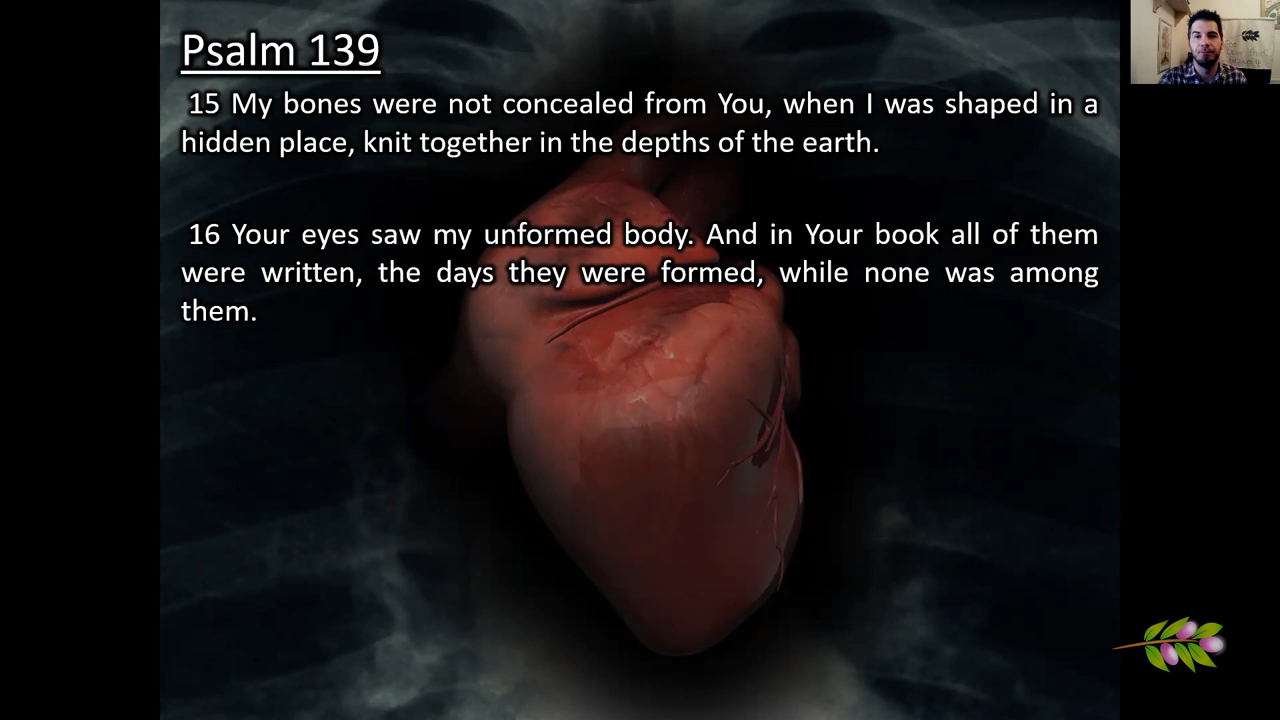 Psalm 139
15 My bones were not concealed from You, when I was shaped in a
hidden place, knit together in the depths of the earth.
16 Your eyes saw my unformed body. And in Your book all of them
were written, the days they were formed, while none was among
them.